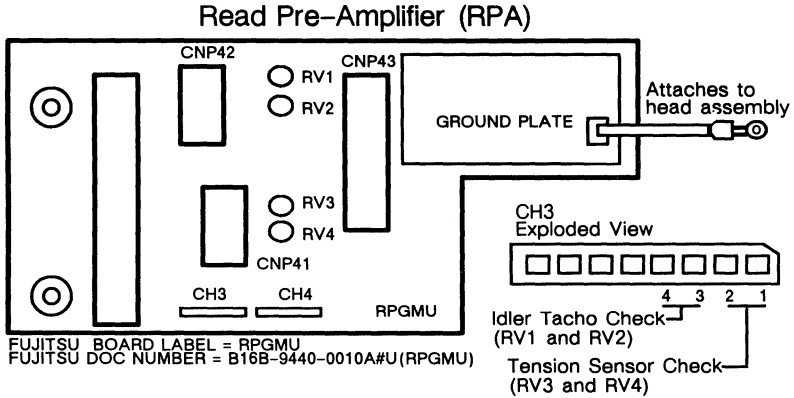 Read Pre-Amplifier (RPA)
CNP42
RV1
RV2
CNP43
GROUND PLATE
Attaches to
head assembly
RV3
RV4
CNP41
CH3
CH4
RPGMU
CH3
Exploded View
4 3 2 1
Idler Tacho Check
(RV1 and RV2)
Tension Sensor Check
(RV3 and RV4)
FUJITSU BOARD LABEL = RPGMU
FUJITSU DOC NUMBER = B16B-9440-0010A#U(RPGMU)